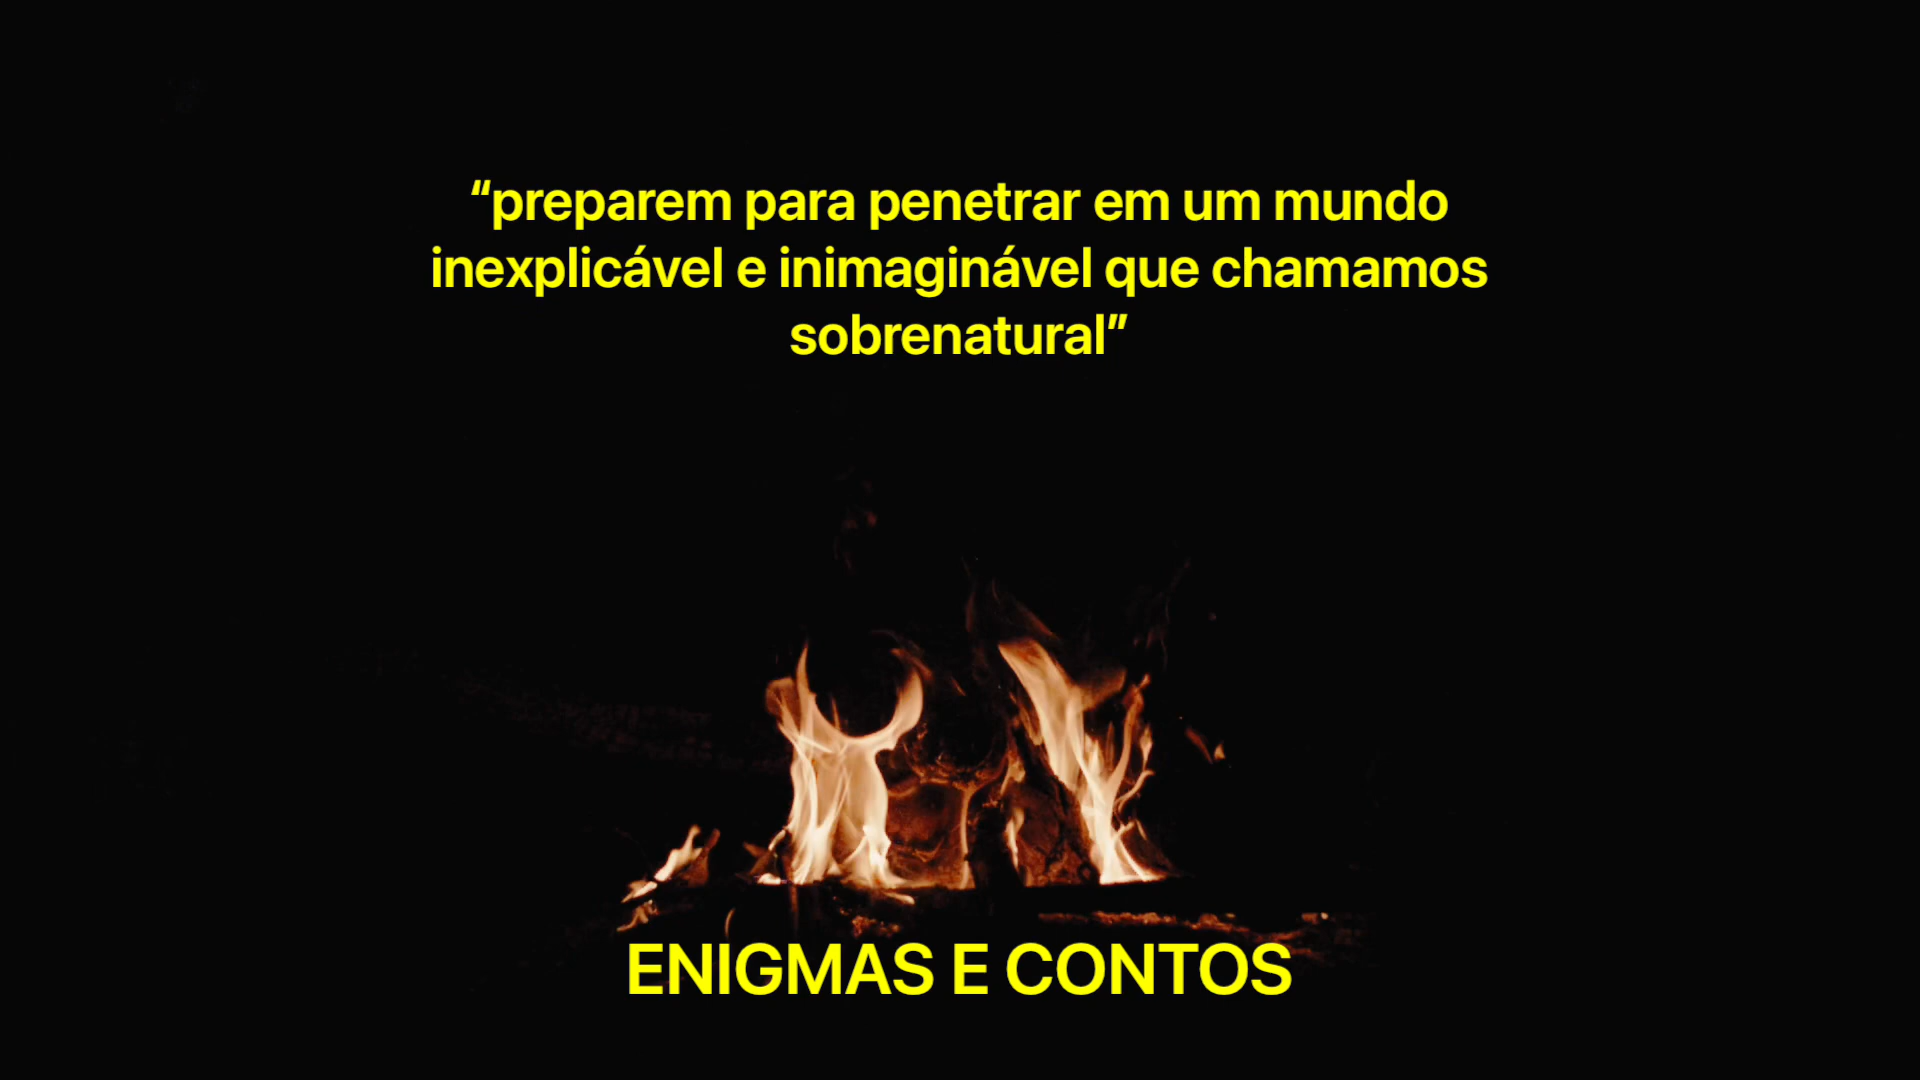 “preparem para penetrar em um mundo
inexplicável e inimaginável que chamamos
sobrenatural”
ENIGMAS E CONTOS